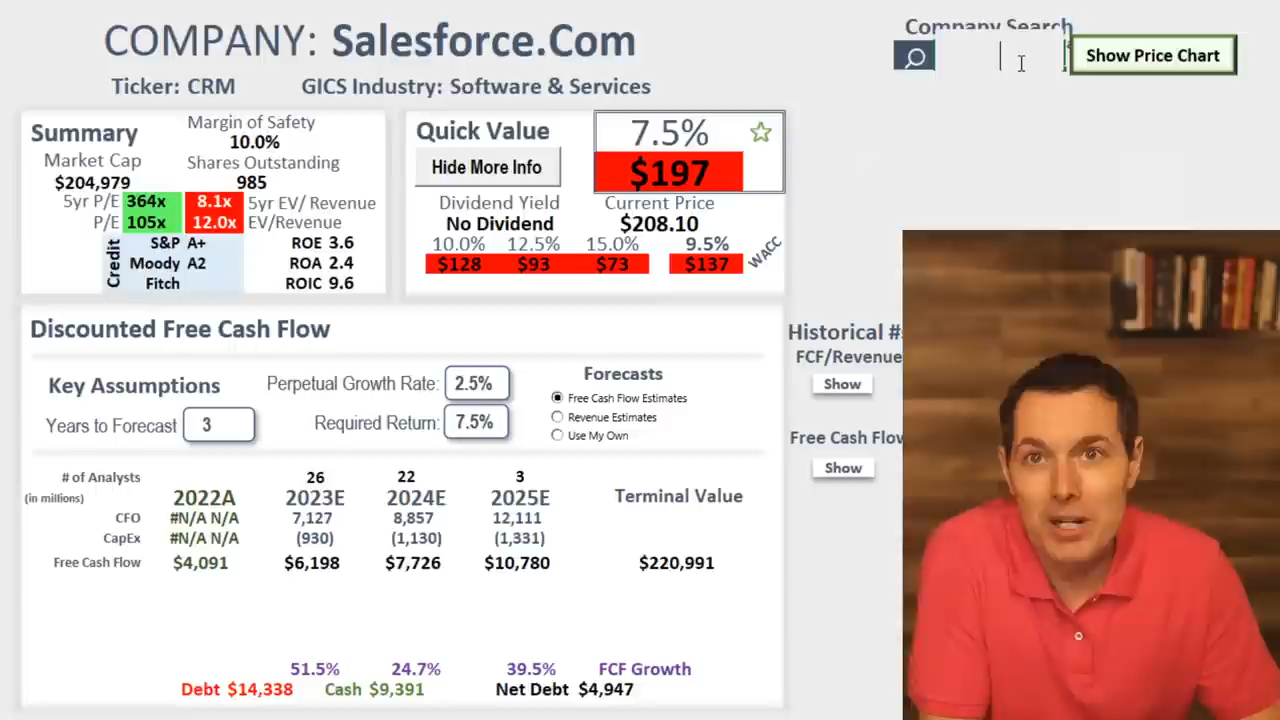 COMPANY: Salesforce.Com
Ticker: CRM GICS Industry: Software & Services
Company Search
Show Price Chart
Summary
Margin of Safety
10.0%
Market Cap Shares Outstanding
$204,979 985
5yr P/E 364x 8.1x 5yr EV/ Revenue
P/E 105x 12.0x EV/Revenue
Credit
S&P A+ ROE 3.6
Moody A2 ROA 2.4
Fitch ROIC 9.6
Quick Value
7.5%
Hide More Info
$197
Dividend Yield Current Price
No Dividend $208.10
10.0% 12.5% 15.0% 9.5%
$128 $93 $73 $137
WACC
Discounted Free Cash Flow
Key Assumptions
Perpetual Growth Rate: 2.5%
Years to Forecast 3
Required Return: 7.5%
Forecasts
Free Cash Flow Estimates
Revenue Estimates
Use My Own
Historical #
FCF/Revenue
Show
Free Cash Flow
Show
# of Analysts 26 22 3
(in millions) 2022A 2023E 2024E 2025E Terminal Value
CFO #N/A N/A 7,127 8,857 12,111
CapEx #N/A N/A (930) (1,130) (1,331)
Free Cash Flow $4,091 $6,198 $7,726 $10,780 $220,991
51.5% 24.7% 39.5% FCF Growth
Debt $14,338 Cash $9,391 Net Debt $4,947